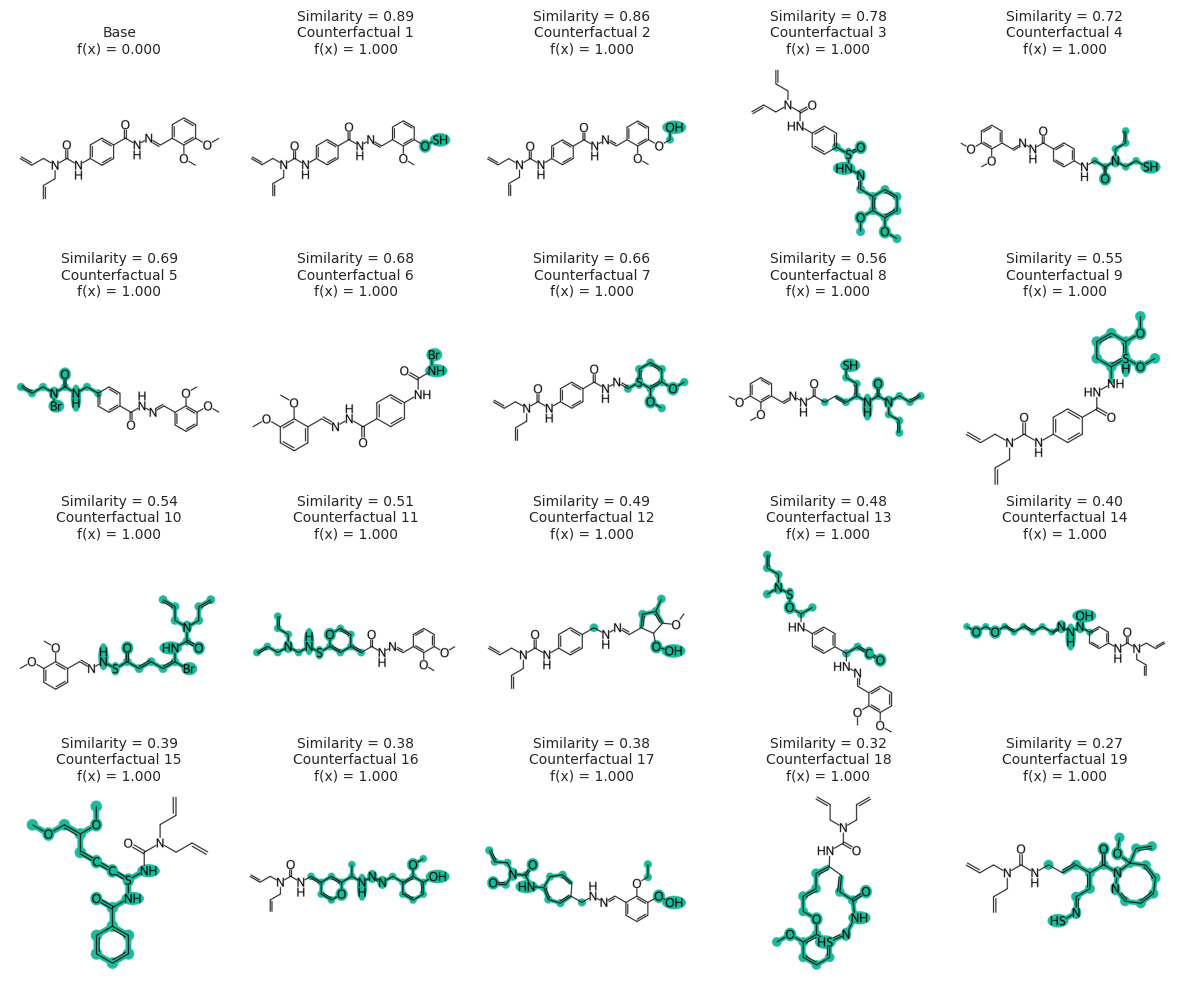 Base
f(x) = 0.000
Similarity = 0.89
Counterfactual 1
f(x) = 1.000
Similarity = 0.86
Counterfactual 2
f(x) = 1.000
Similarity = 0.78
Counterfactual 3
f(x) = 1.000
Similarity = 0.72
Counterfactual 4
f(x) = 1.000
Similarity = 0.69
Counterfactual 5
f(x) = 1.000
Similarity = 0.68
Counterfactual 6
f(x) = 1.000
Similarity = 0.66
Counterfactual 7
f(x) = 1.000
Similarity = 0.56
Counterfactual 8
f(x) = 1.000
Similarity = 0.55
Counterfactual 9
f(x) = 1.000
Similarity = 0.54
Counterfactual 10
f(x) = 1.000
Similarity = 0.51
Counterfactual 11
f(x) = 1.000
Similarity = 0.49
Counterfactual 12
f(x) = 1.000
Similarity = 0.48
Counterfactual 13
f(x) = 1.000
Similarity = 0.40
Counterfactual 14
f(x) = 1.000
Similarity = 0.39
Counterfactual 15
f(x) = 1.000
Similarity = 0.38
Counterfactual 16
f(x) = 1.000
Similarity = 0.38
Counterfactual 17
f(x) = 1.000
Similarity = 0.32
Counterfactual 18
f(x) = 1.000
Similarity = 0.27
Counterfactual 19
f(x) = 1.000